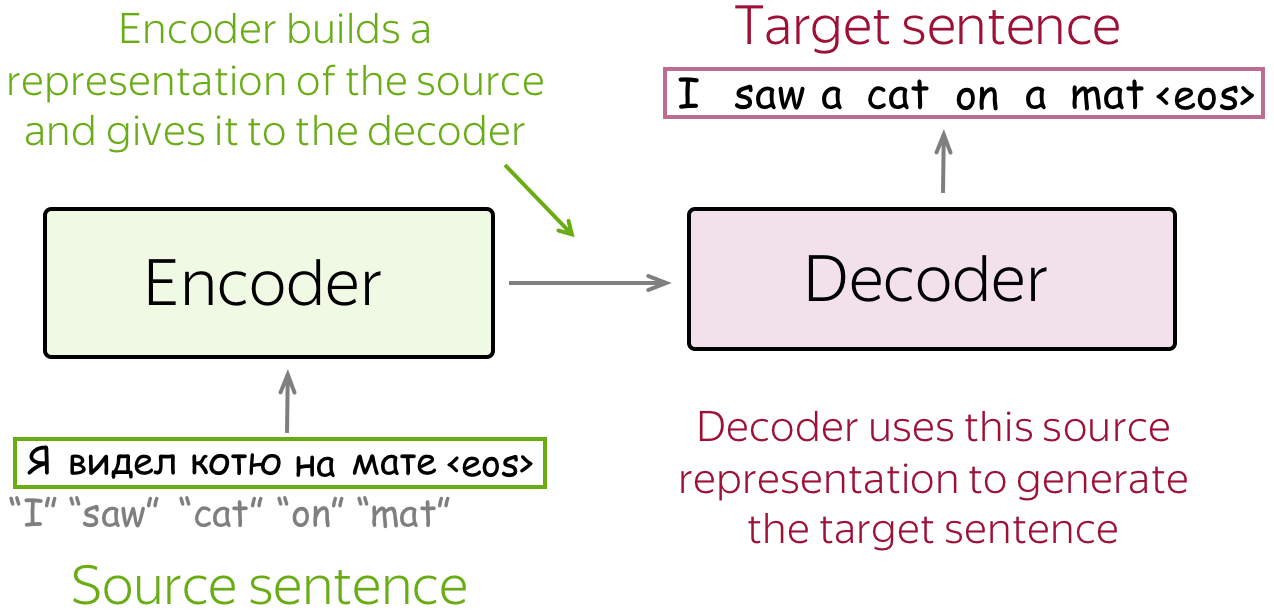 Encoder builds a
representation of the source
and gives it to the decoder
Target sentence
I saw a cat on a mat <eos>
Encoder
Decoder
Я видел котю на мате <eos>
“I” “saw” “cat” “on” “mat”
Source sentence
Decoder uses this source
representation to generate
the target sentence